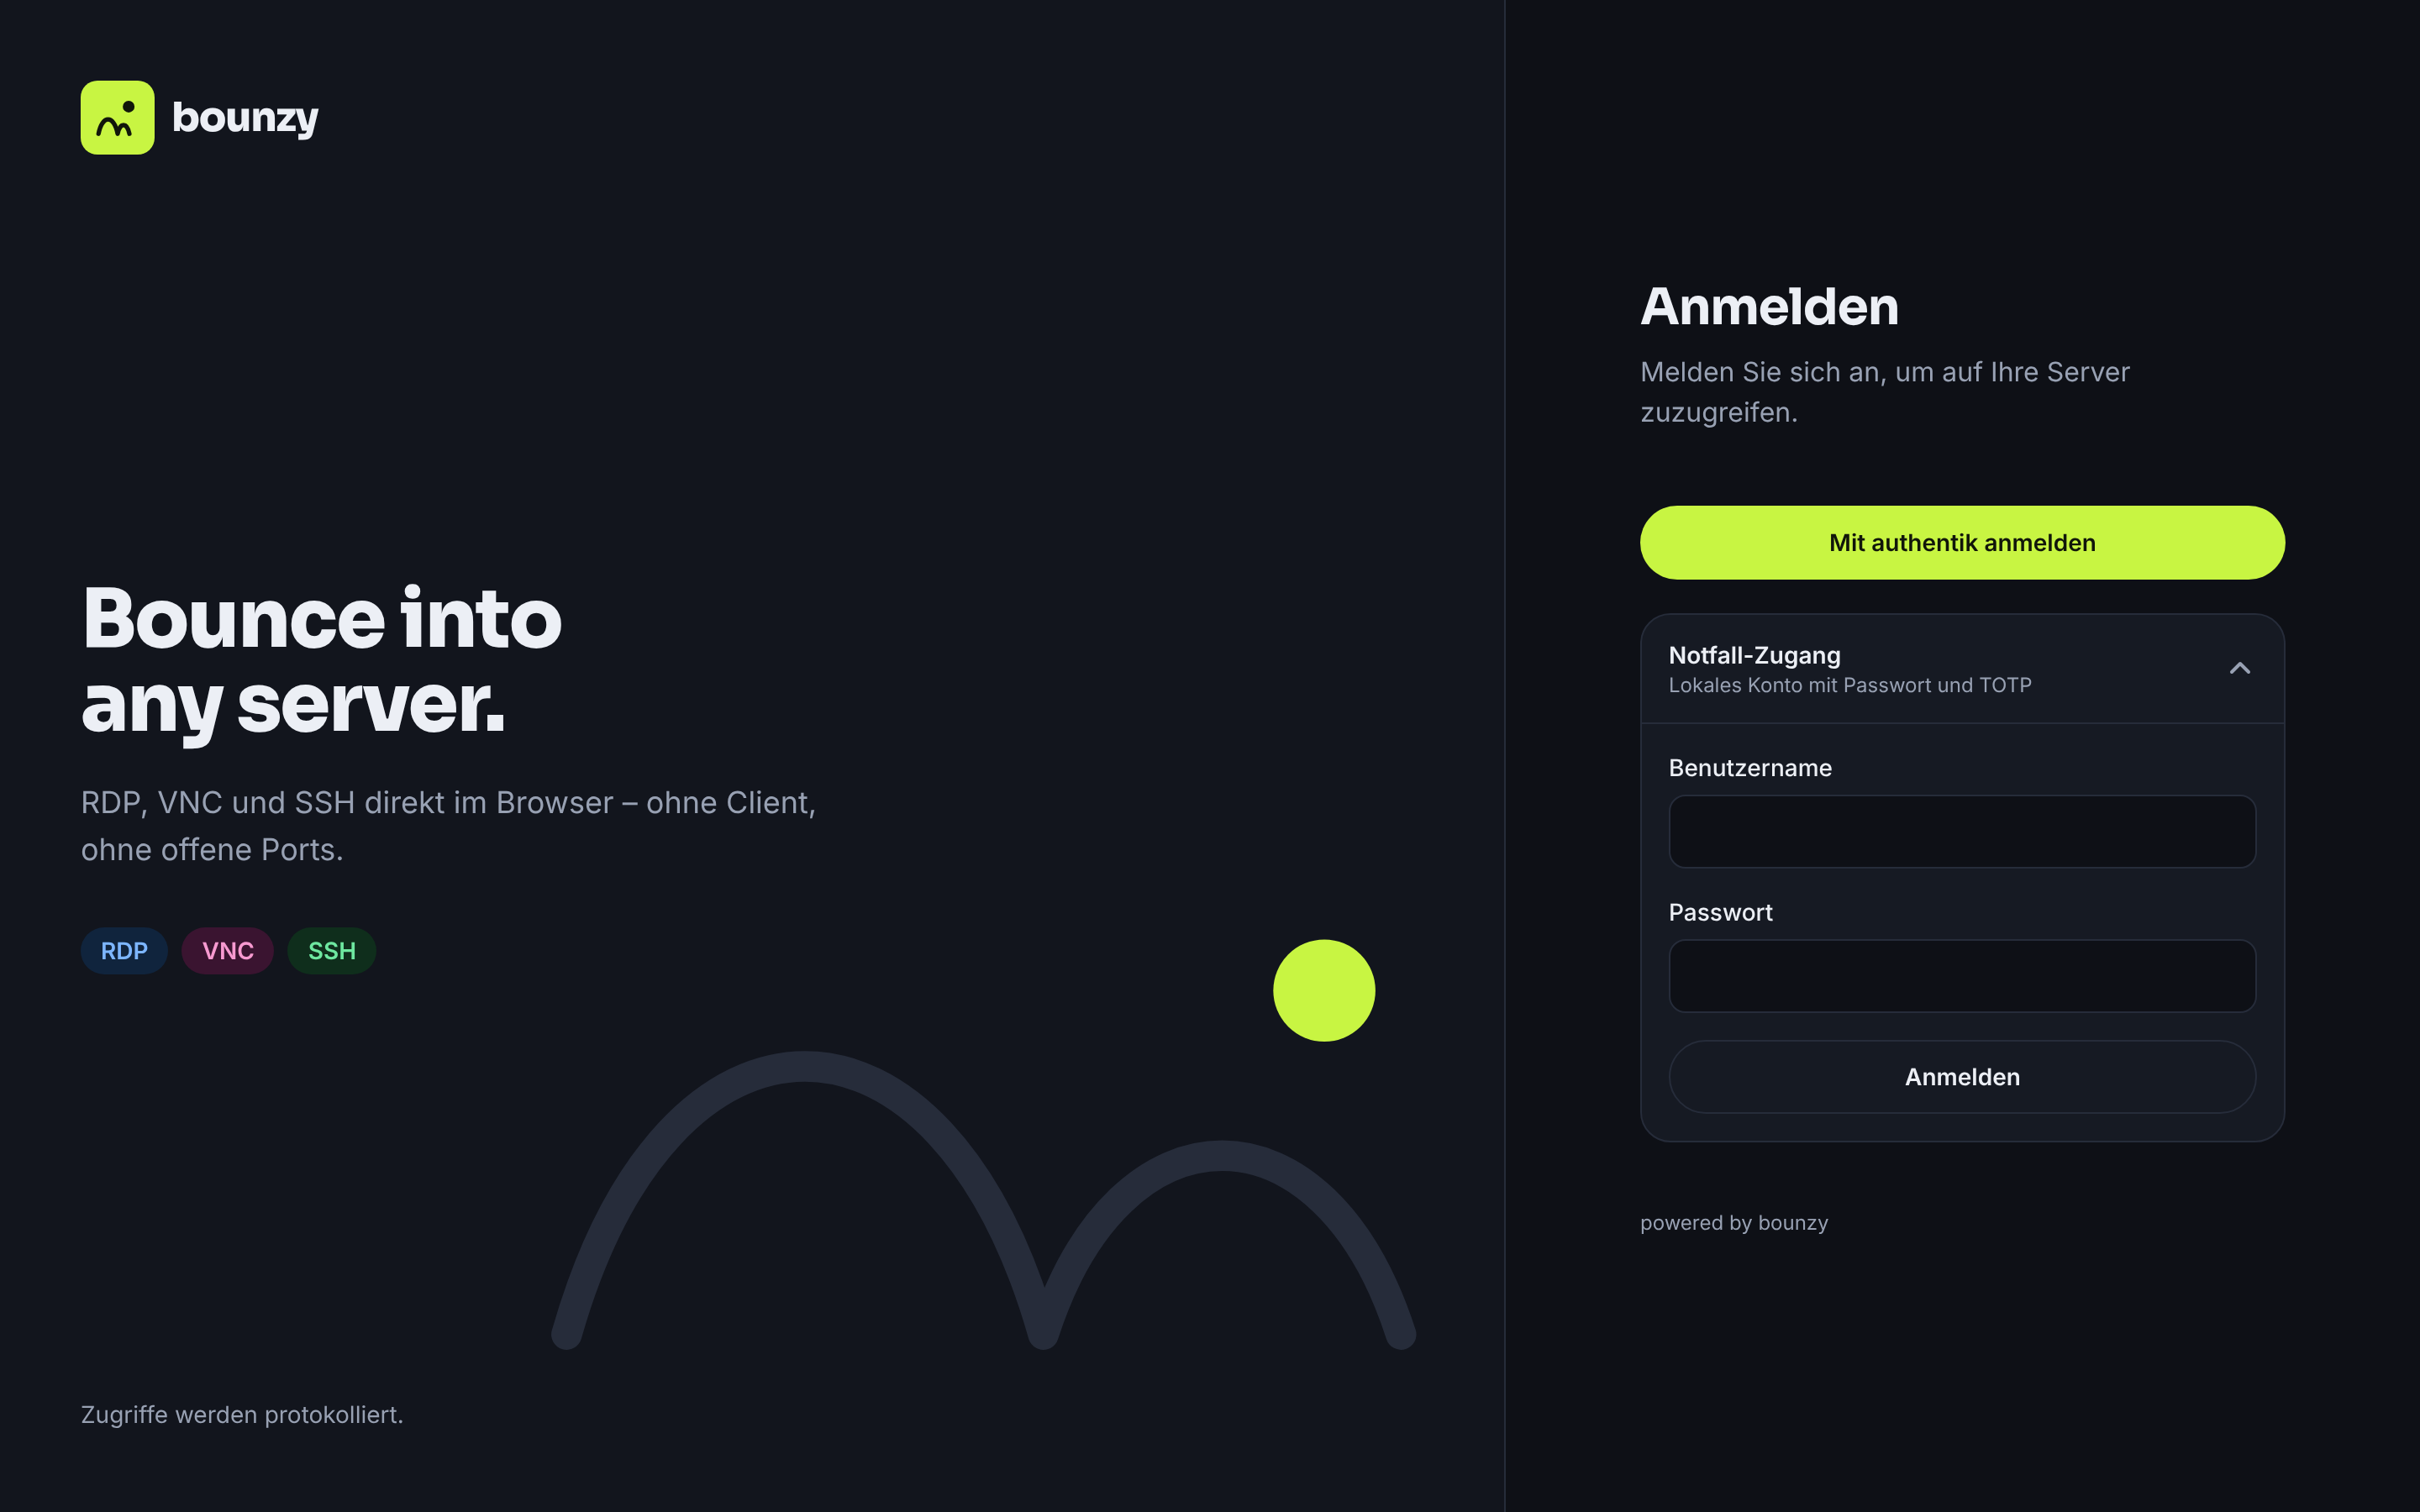 bounzy
Bounce into
any server.
RDP, VNC und SSH direkt im Browser – ohne Client,
ohne offene Ports.
RDP VNC SSH
Zugriffe werden protokolliert.
Anmelden
Melden Sie sich an, um auf Ihre Server
zuzugreifen.
Mit authentik anmelden
Notfall-Zugang
Lokales Konto mit Passwort und TOTP
Benutzername
Passwort
Anmelden
powered by bounzy